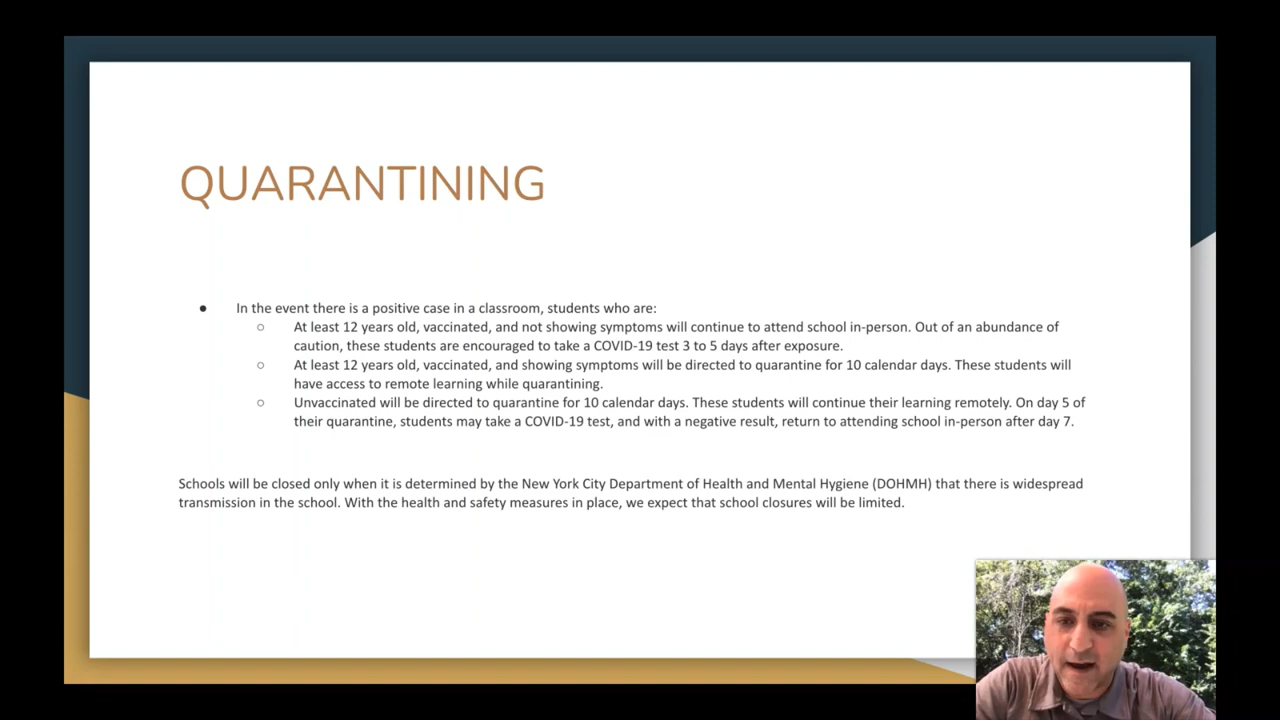 QUARANTINING
● In the event there is a positive case in a classroom, students who are:
○ At least 12 years old, vaccinated, and not showing symptoms will continue to attend school in-person. Out of an abundance of
caution, these students are encouraged to take a COVID-19 test 3 to 5 days after exposure.
○ At least 12 years old, vaccinated, and showing symptoms will be directed to quarantine for 10 calendar days. These students will
have access to remote learning while quarantining.
○ Unvaccinated will be directed to quarantine for 10 calendar days. These students will continue their learning remotely. On day 5 of
their quarantine, students may take a COVID-19 test, and with a negative result, return to attending school in-person after day 7.
Schools will be closed only when it is determined by the New York City Department of Health and Mental Hygiene (DOHMH) that there is widespread
transmission in the school. With the health and safety measures in place, we expect that school closures will be limited.